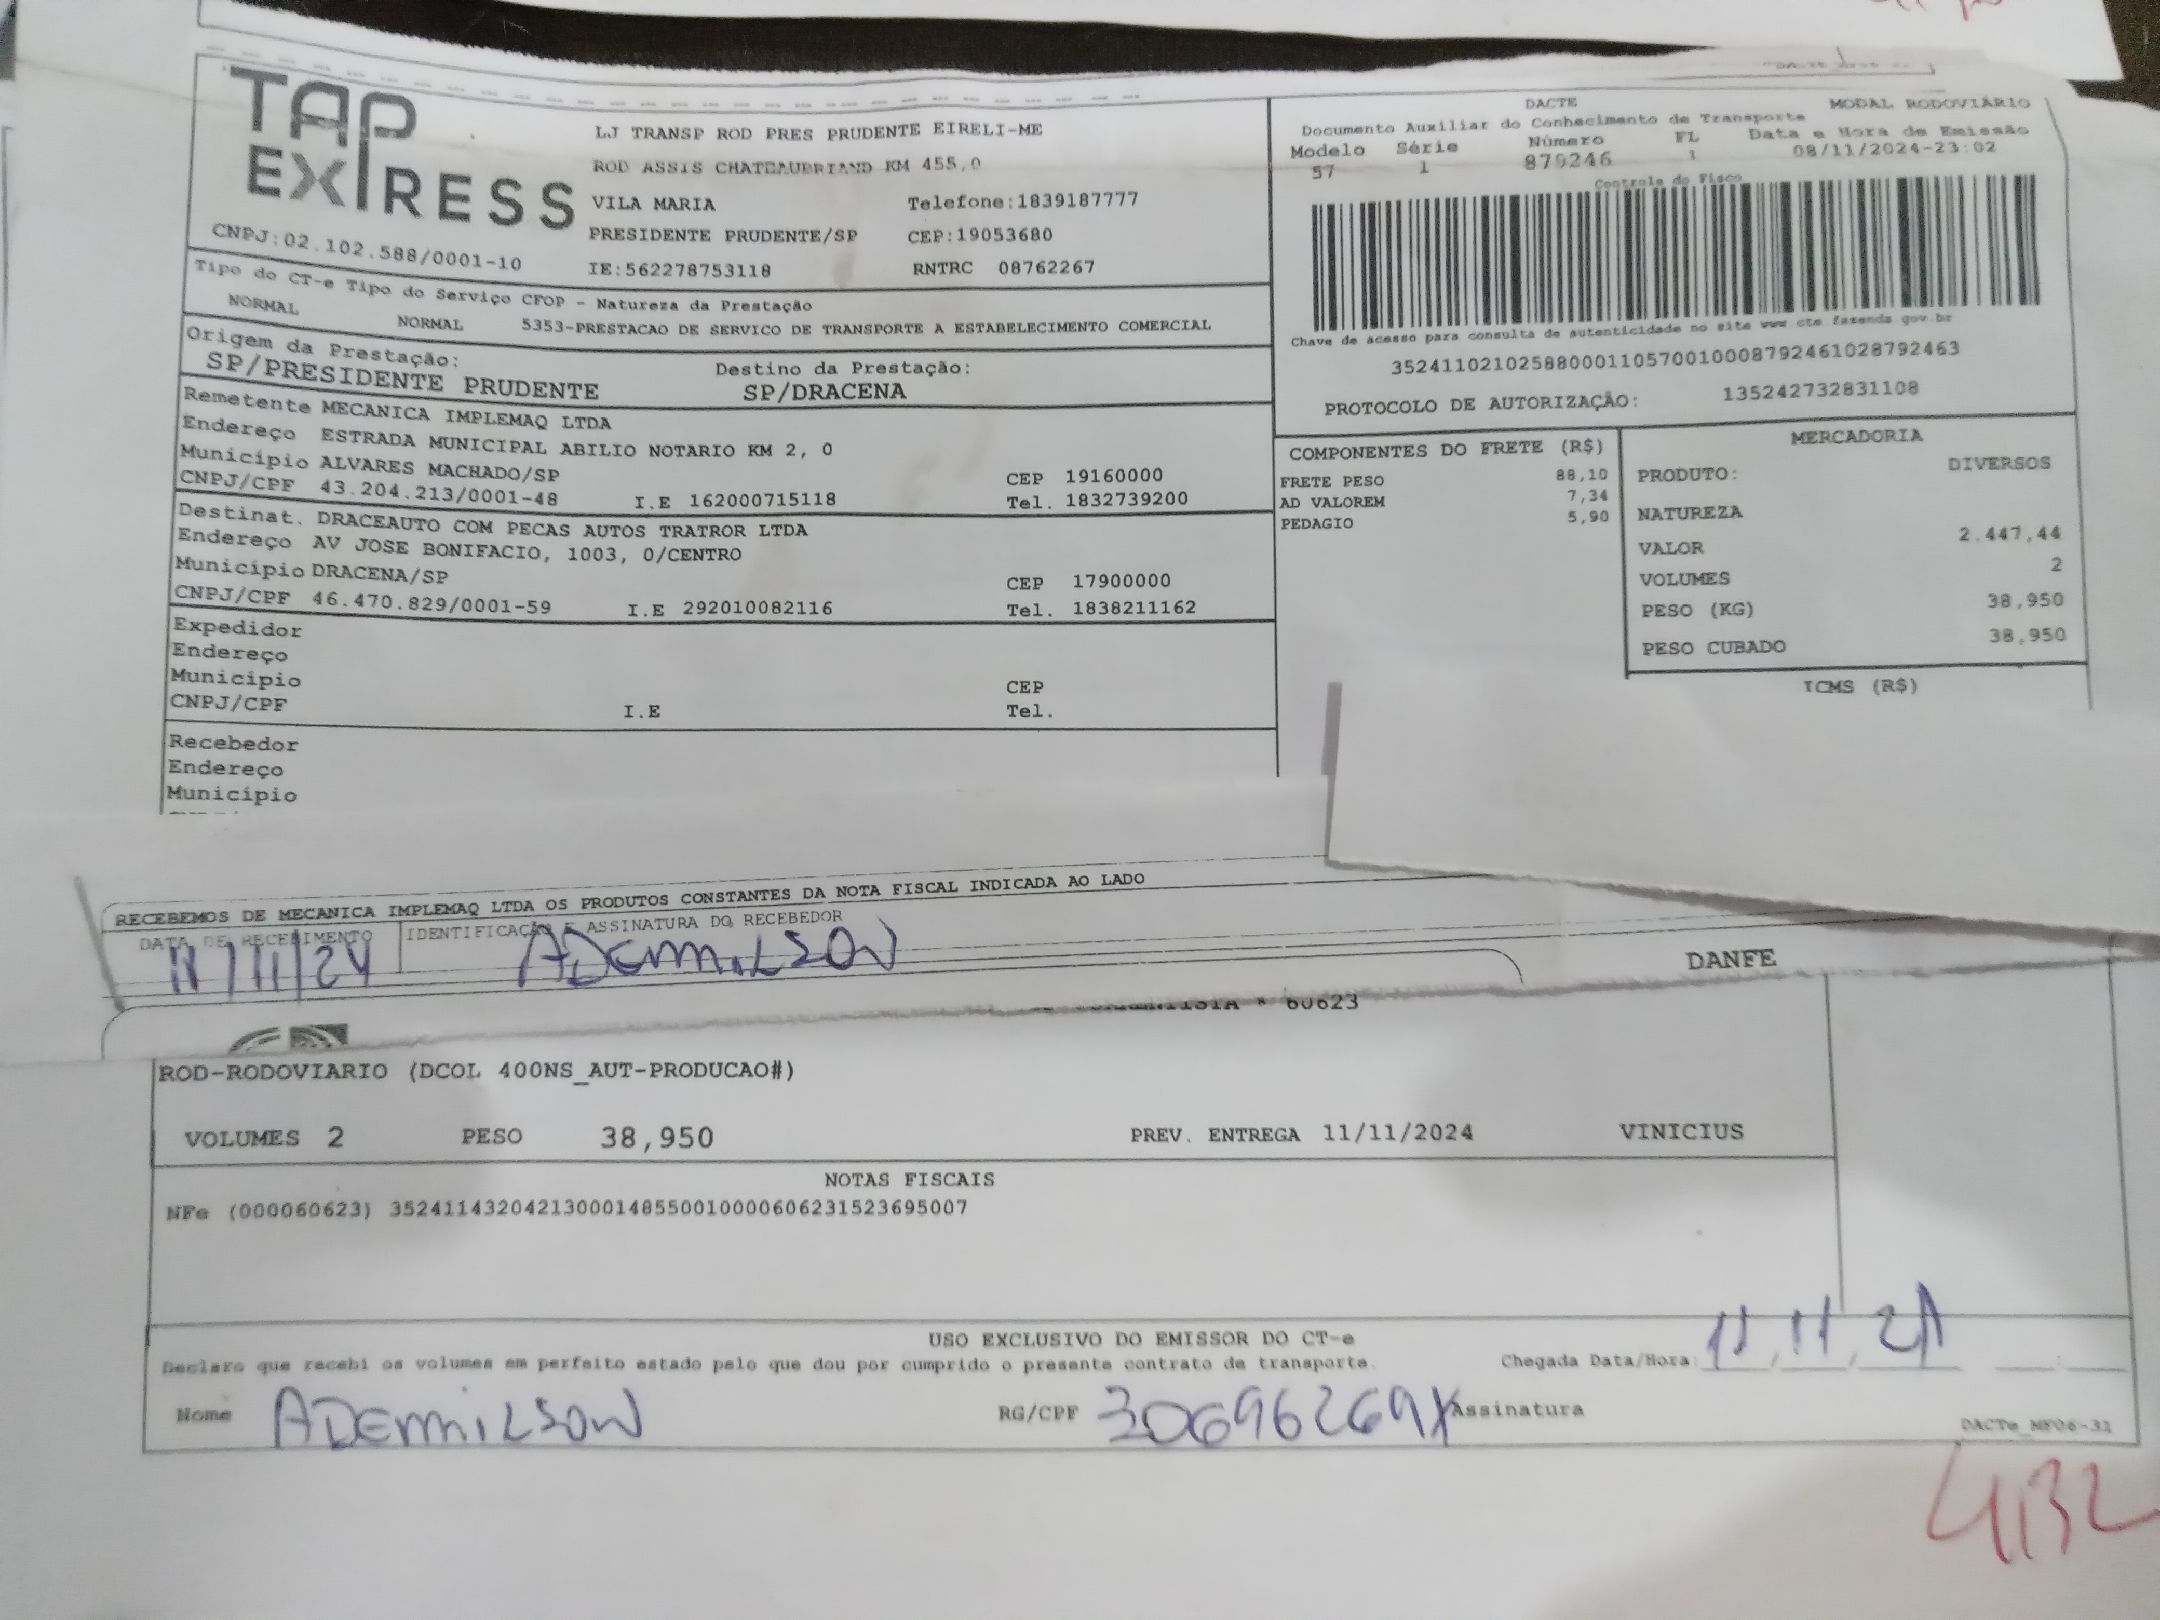 TAP
EXPRESS
CNPJ:02.102.588/0001-10
LJ TRANSP ROD PRES PRUDENTE EIRELI-ME
ROD ASSIS CHATEAUBRIAND KM 455,0
VILA MARIA Telefone:1839187777
PRESIDENTE PRUDENTE/SP CEP:19053680
IE:562278753118 RNTRC 08762267
DACTE MODAL RODOVIÁRIO
Documento Auxiliar do Conhecimento de Transporte
Modelo Série Número FL Data e Hora de Emissão
57 1 879246 1 08/11/2024-23:02
Controle do Fisco
Chave de acesso para consulta de autenticidade no site www.cte.fazenda.gov.br
35241102102588000110570010008792461028792463
PROTOCOLO DE AUTORIZAÇÃO: 135242732831108
Tipo do CT-e Tipo do Serviço CFOP - Natureza da Prestação
NORMAL NORMAL 5353-PRESTACAO DE SERVICO DE TRANSPORTE A ESTABELECIMENTO COMERCIAL
Origem da Prestação: Destino da Prestação:
SP/PRESIDENTE PRUDENTE SP/DRACENA
Remetente MECANICA IMPLEMAQ LTDA
Endereço ESTRADA MUNICIPAL ABILIO NOTARIO KM 2, 0
Município ALVARES MACHADO/SP CEP 19160000
CNPJ/CPF 43.204.213/0001-48 I.E 162000715118 Tel. 1832739200
Destinat. DRACEAUTO COM PECAS AUTOS TRATROR LTDA
Endereço AV JOSE BONIFACIO, 1003, 0/CENTRO
Município DRACENA/SP CEP 17900000
CNPJ/CPF 46.470.829/0001-59 I.E 292010082116 Tel. 1838211162
Expedidor
Endereço
Município CEP
CNPJ/CPF I.E Tel.
Recebedor
Endereço
Município
COMPONENTES DO FRETE (R$)
FRETE PESO 88,10
AD VALOREM 7,34
PEDAGIO 5,90
MERCADORIA
PRODUTO: DIVERSOS
NATUREZA
VALOR 2.447,44
VOLUMES 2
PESO (KG) 38,950
PESO CUBADO 38,950
ICMS (R$)
RECEBEMOS DE MECANICA IMPLEMAQ LTDA OS PRODUTOS CONSTANTES DA NOTA FISCAL INDICADA AO LADO
DATA DE RECEBIMENTO IDENTIFICAÇÃO E ASSINATURA DO RECEBEDOR
11/11/24 ADEMILSON
DANFE
60623
ROD-RODOVIARIO (DCOL 400NS_AUT-PRODUCAO#)
VOLUMES 2 PESO 38,950 PREV. ENTREGA 11/11/2024 VINICIUS
NOTAS FISCAIS
NFe (000060623) 35241143204213000148550010000606231523695007
USO EXCLUSIVO DO EMISSOR DO CT-e
Declaro que recebi os volumes em perfeito estado pelo que dou por cumprido o presente contrato de transporte. Chegada Data/Hora: 11 / 11 / 24
Nome ADEMILSON RG/CPF 30696269X Assinatura
DACTe_MF06-31
4132